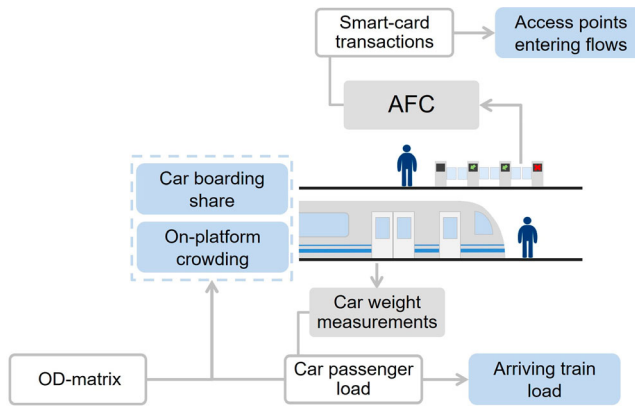 Smart-card
transactions
Access points
entering flows
AFC
Car boarding
share
On-platform
crowding
Car weight
measurements
OD-matrix
Car passenger
load
Arriving train
load